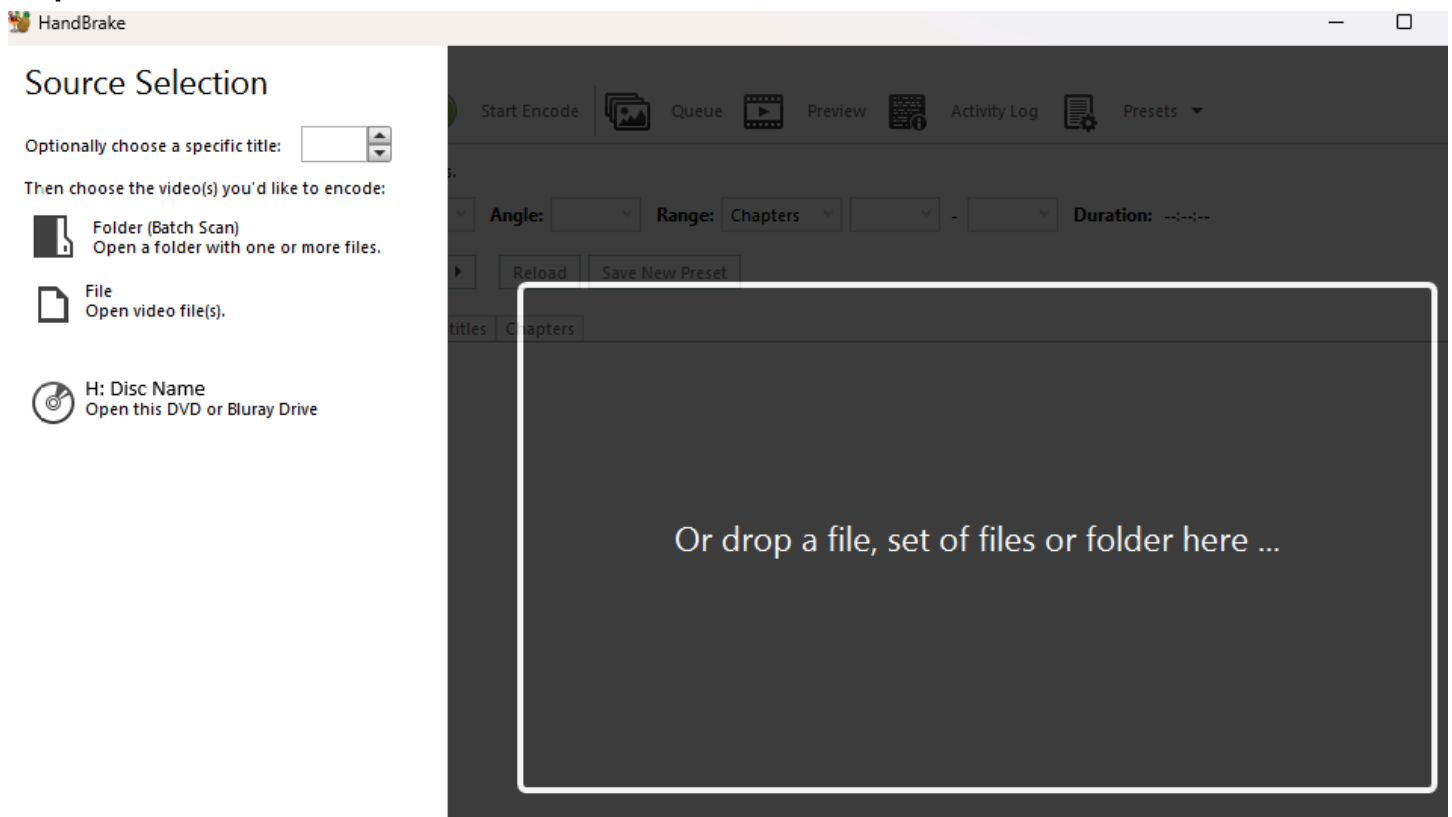 HandBrake
Source Selection
Optionally choose a specific title:
Then choose the video(s) you'd like to encode:
Folder (Batch Scan)
Open a folder with one or more files.
File
Open video file(s).
H: Disc Name
Open this DVD or Bluray Drive
Start Encode Queue Preview Activity Log Presets
Angle: Range: Chapters - Duration: --:--:--
Reload Save New Preset
titles Chapters
Or drop a file, set of files or folder here ...